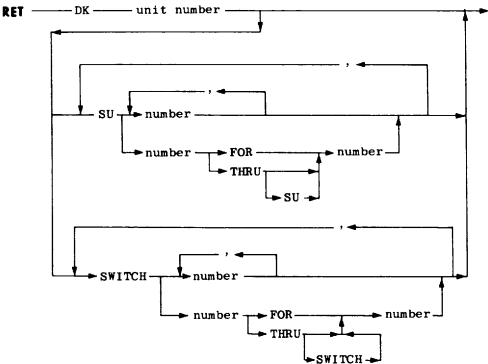 RET DK unit number
,
,
SU number
number FOR number
THRU
SU
,
,
SWITCH number
number FOR number
THRU
SWITCH